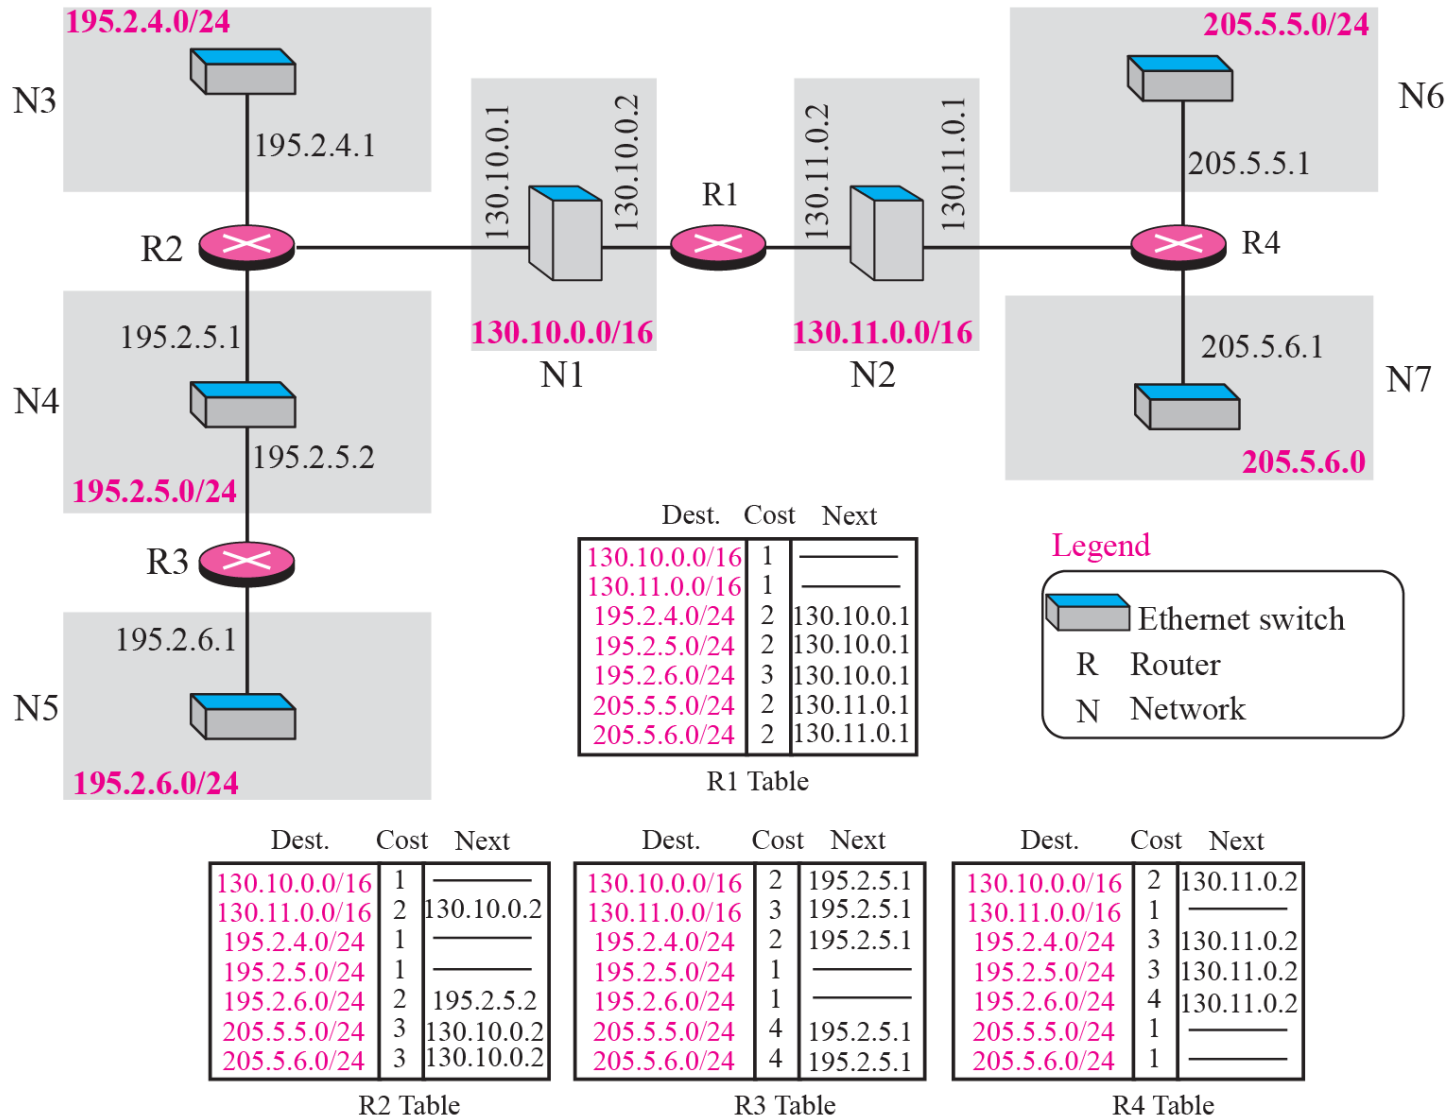 195.2.4.0/24
N3
195.2.4.1
R2
195.2.5.1
N4
195.2.5.2
195.2.5.0/24
R3
195.2.6.1
N5
195.2.6.0/24
130.10.0.1
130.10.0.2
130.10.0.0/16
N1
R1
130.11.0.2
130.11.0.1
130.11.0.0/16
N2
205.5.5.0/24
N6
205.5.5.1
R4
205.5.6.1
N7
205.5.6.0
Dest. Cost Next
130.10.0.0/16 1
130.11.0.0/16 1
195.2.4.0/24 2 130.10.0.1
195.2.5.0/24 2 130.10.0.1
195.2.6.0/24 3 130.10.0.1
205.5.5.0/24 2 130.11.0.1
205.5.6.0/24 2 130.11.0.1
R1 Table
Legend
Ethernet switch
R Router
N Network
Dest. Cost Next
130.10.0.0/16 1
130.11.0.0/16 2 130.10.0.2
195.2.4.0/24 1
195.2.5.0/24 1
195.2.6.0/24 2 195.2.5.2
205.5.5.0/24 3 130.10.0.2
205.5.6.0/24 3 130.10.0.2
R2 Table
Dest. Cost Next
130.10.0.0/16 2 195.2.5.1
130.11.0.0/16 3 195.2.5.1
195.2.4.0/24 2 195.2.5.1
195.2.5.0/24 1
195.2.6.0/24 1
205.5.5.0/24 4 195.2.5.1
205.5.6.0/24 4 195.2.5.1
R3 Table
Dest. Cost Next
130.10.0.0/16 2 130.11.0.2
130.11.0.0/16 1
195.2.4.0/24 3 130.11.0.2
195.2.5.0/24 3 130.11.0.2
195.2.6.0/24 4 130.11.0.2
205.5.5.0/24 1
205.5.6.0/24 1
R4 Table